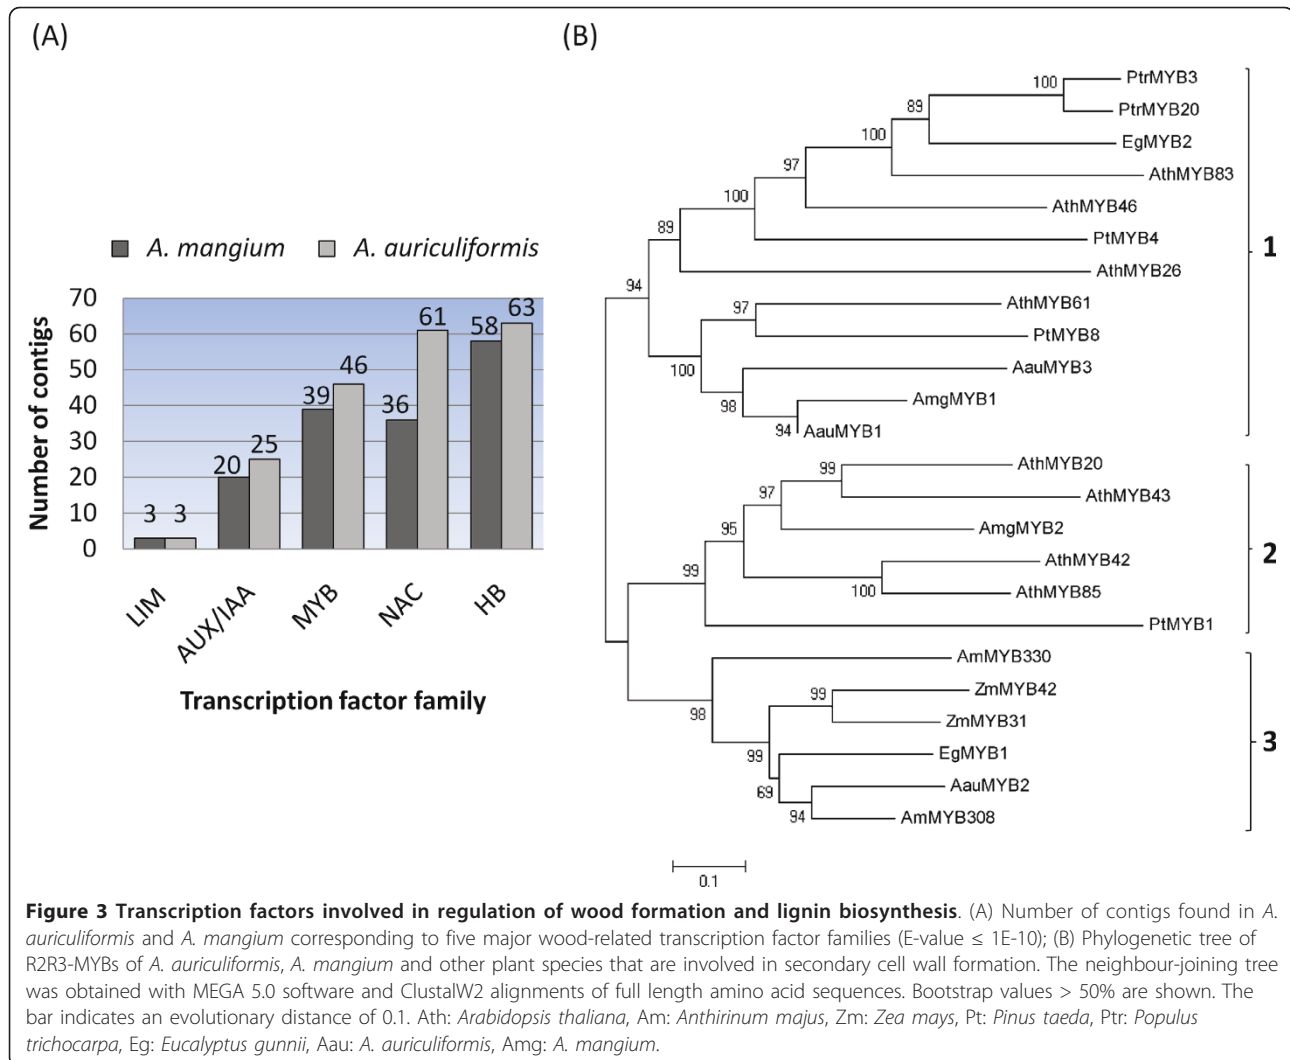 (A)
A. mangium
A. auriculiformis
Number of contigs
70
60
50
40
30
20
10
0
3
3
20
25
39
46
36
61
58
63
LIM
AUX/IAA
MYB
NAC
HB
Transcription factor family
(B)
100
PtrMYB3
89
PtrMYB20
100
EgMYB2
97
AthMYB83
100
AthMYB46
89
PtMYB4
94
AthMYB26
97
AthMYB61
PtMYB8
100
AauMYB3
98
AmgMYB1
94
AauMYB1
1
99
AthMYB20
97
AthMYB43
95
AmgMYB2
99
AthMYB42
100
AthMYB85
PtMYB1
2
AmMYB330
99
ZmMYB42
98
ZmMYB31
99
EgMYB1
69
AauMYB2
94
AmMYB308
3
0.1
Figure 3 Transcription factors involved in regulation of wood formation and lignin biosynthesis. (A) Number of contigs found in A.
auriculiformis and A. mangium corresponding to five major wood-related transcription factor families (E-value ≤ 1E-10); (B) Phylogenetic tree of
R2R3-MYBs of A. auriculiformis, A. mangium and other plant species that are involved in secondary cell wall formation. The neighbour-joining tree
was obtained with MEGA 5.0 software and ClustalW2 alignments of full length amino acid sequences. Bootstrap values > 50% are shown. The
bar indicates an evolutionary distance of 0.1. Ath: Arabidopsis thaliana, Am: Anthirinum majus, Zm: Zea mays, Pt: Pinus taeda, Ptr: Populus
trichocarpa, Eg: Eucalyptus gunnii, Aau: A. auriculiformis, Amg: A. mangium.